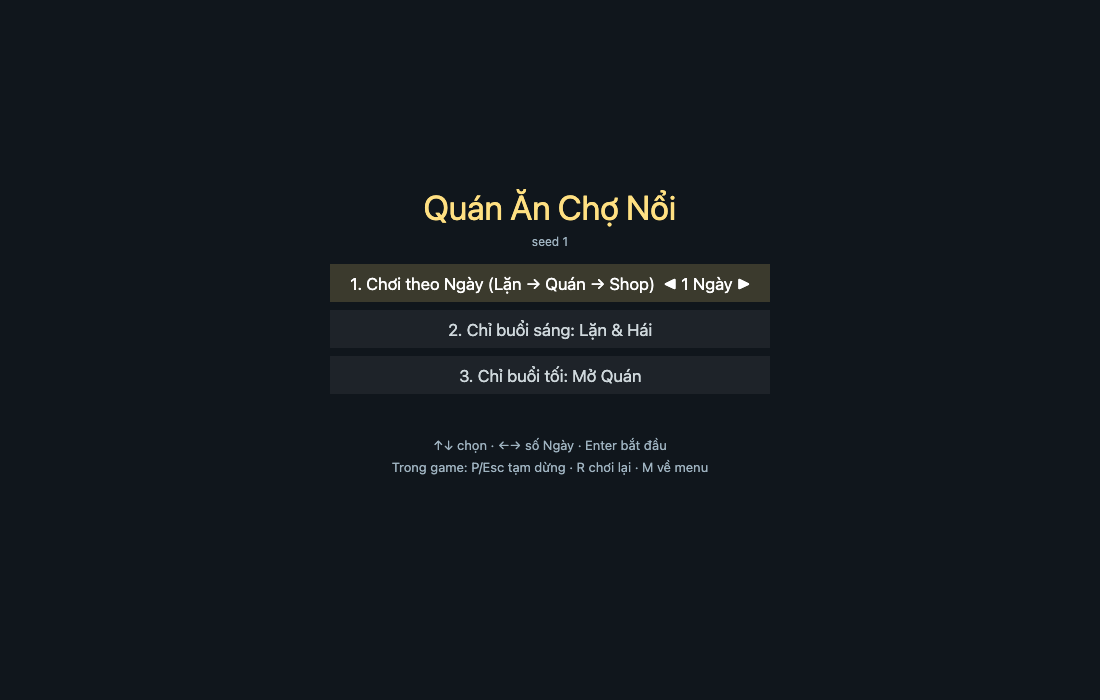 Quán Ăn Chợ Nổi
seed 1
1. Chơi theo Ngày (Lặn → Quán → Shop) ◀ 1 Ngày ▶
2. Chỉ buổi sáng: Lặn & Hái
3. Chỉ buổi tối: Mở Quán
↑↓ chọn · ←→ số Ngày · Enter bắt đầu
Trong game: P/Esc tạm dừng · R chơi lại · M về menu